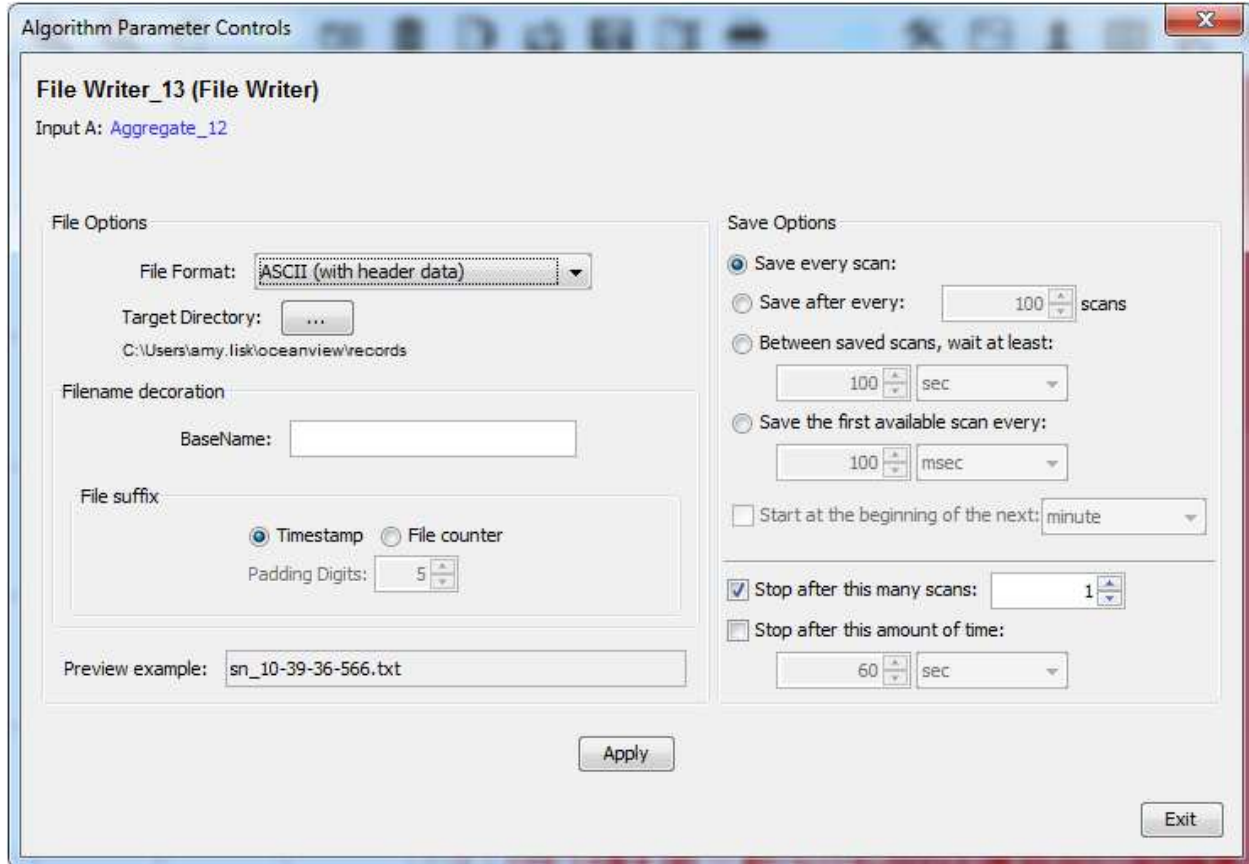 Algorithm Parameter Controls
File Writer_13 (File Writer)
Input A: Aggregate_12
File Options
File Format: ASCII (with header data)
Target Directory: ...
C:\Users\amy.lisk\oceanview\records
Filename decoration
BaseName:
File suffix
Timestamp File counter
Padding Digits: 5
Preview example: sn_10-39-36-566.txt
Save Options
Save every scan:
Save after every: 100 scans
Between saved scans, wait at least:
100 sec
Save the first available scan every:
100 msec
Start at the beginning of the next: minute
Stop after this many scans: 1
Stop after this amount of time:
60 sec
Apply
Exit